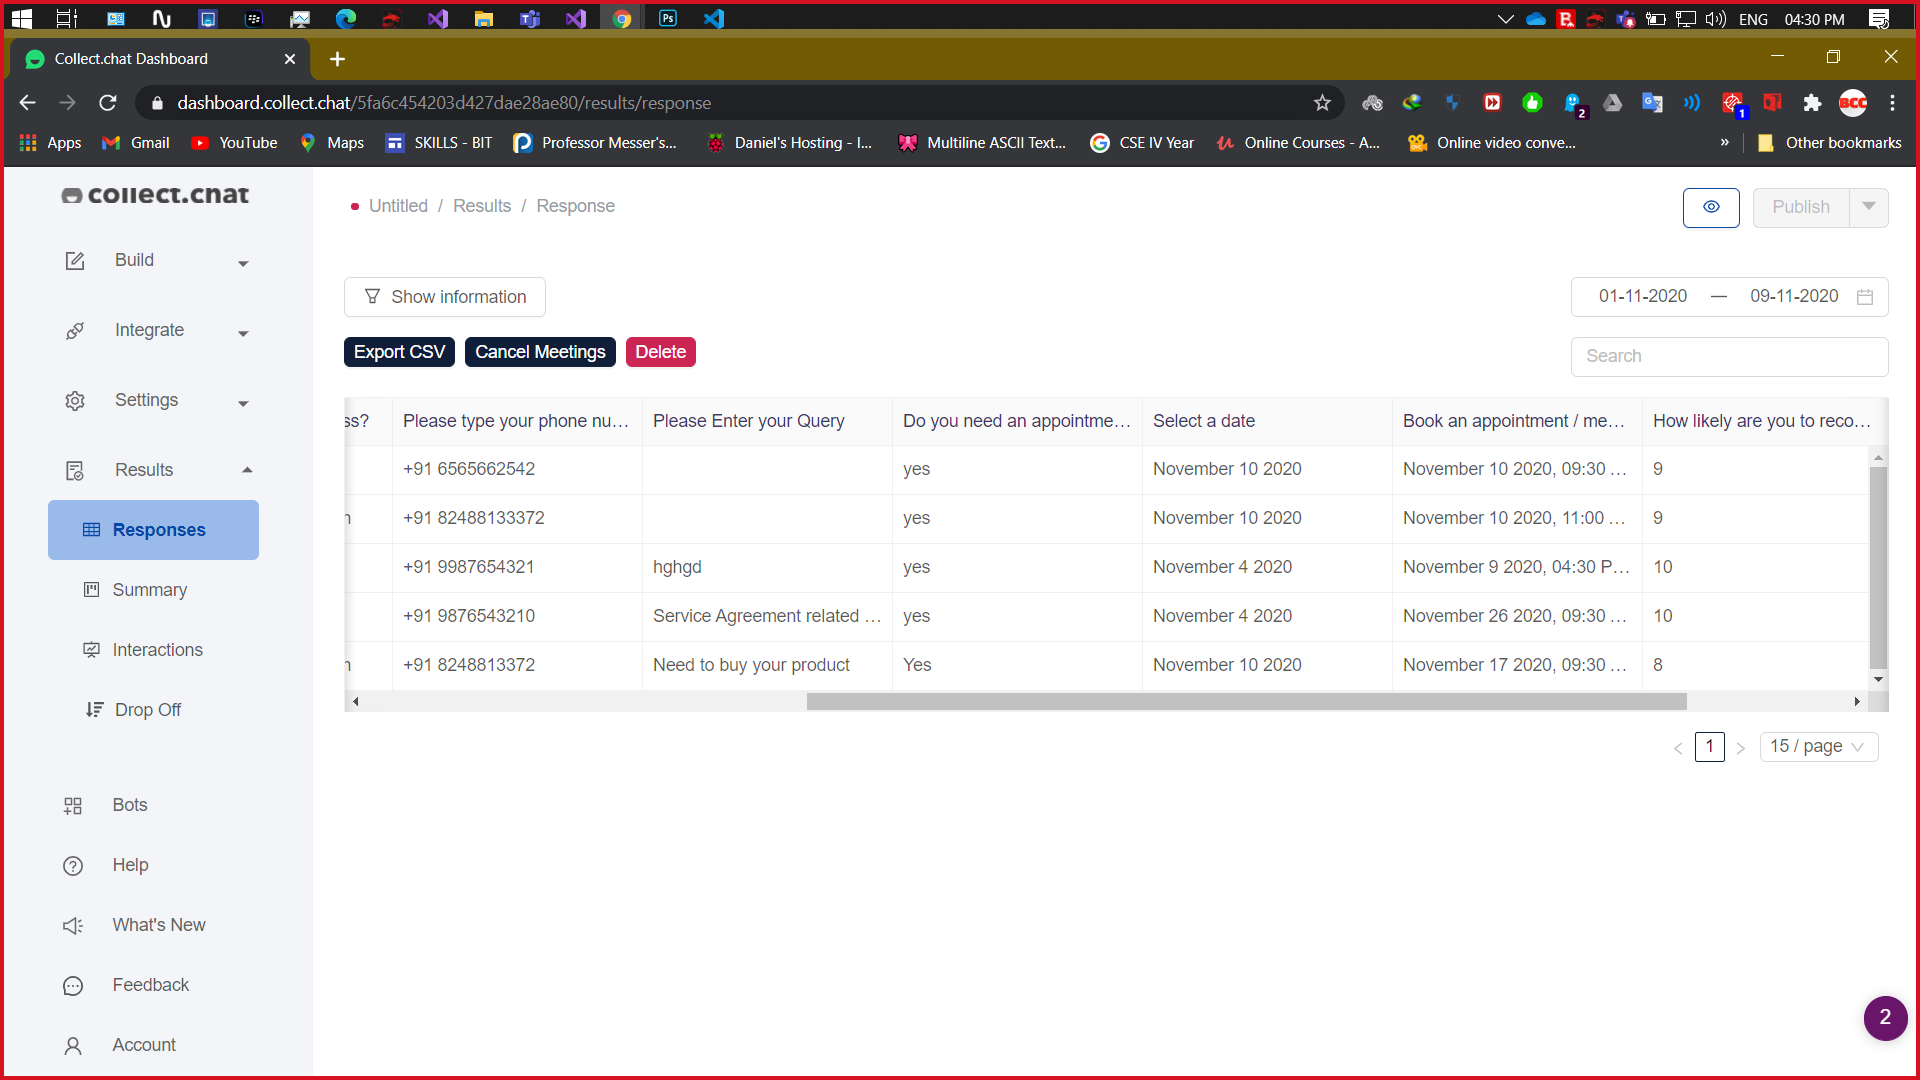 ENG 04:30 PM
Collect.chat Dashboard
dashboard.collect.chat/5fa6c454203d427dae28ae80/results/response
2
1
BCC
Apps Gmail YouTube Maps SKILLS - BIT Professor Messer's... Daniel's Hosting - I... Multiline ASCII Text... CSE IV Year Online Courses - A... Online video conve... » Other bookmarks
collect.chat
Untitled / Results / Response
Publish
Build
Integrate
Settings
Results
Responses
Summary
Interactions
Drop Off
Bots
Help
What's New
Feedback
Account
Show information
01-11-2020 — 09-11-2020
Export CSV Cancel Meetings Delete
Search
ss? Please type your phone nu... Please Enter your Query Do you need an appointme... Select a date Book an appointment / me... How likely are you to reco...
+91 6565662542 yes November 10 2020 November 10 2020, 09:30 ... 9
+91 82488133372 yes November 10 2020 November 10 2020, 11:00 ... 9
+91 9987654321 hghgd yes November 4 2020 November 9 2020, 04:30 P... 10
+91 9876543210 Service Agreement related ... yes November 4 2020 November 26 2020, 09:30 ... 10
+91 8248813372 Need to buy your product Yes November 10 2020 November 17 2020, 09:30 ... 8
< 1 > 15 / page
2